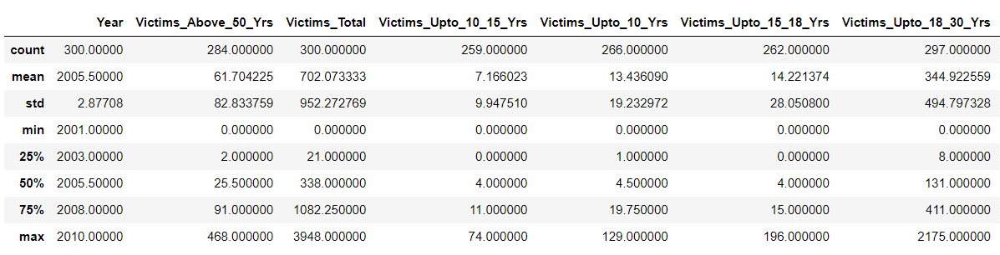 Year Victims_Above_50_Yrs Victims_Total Victims_Upto_10_15_Yrs Victims_Upto_10_Yrs Victims_Upto_15_18_Yrs Victims_Upto_18_30_Yrs
count 300.00000 284.000000 300.000000 259.000000 266.000000 262.000000 297.000000
mean 2005.50000 61.704225 702.073333 7.166023 13.436090 14.221374 344.922559
std 2.87708 82.833759 952.272769 9.947510 19.232972 28.050800 494.797328
min 2001.00000 0.000000 0.000000 0.000000 0.000000 0.000000 0.000000
25% 2003.00000 2.000000 21.000000 0.000000 1.000000 0.000000 8.000000
50% 2005.50000 25.500000 338.000000 4.000000 4.500000 4.000000 131.000000
75% 2008.00000 91.000000 1082.250000 11.000000 19.750000 15.000000 411.000000
max 2010.00000 468.000000 3948.000000 74.000000 129.000000 196.000000 2175.000000